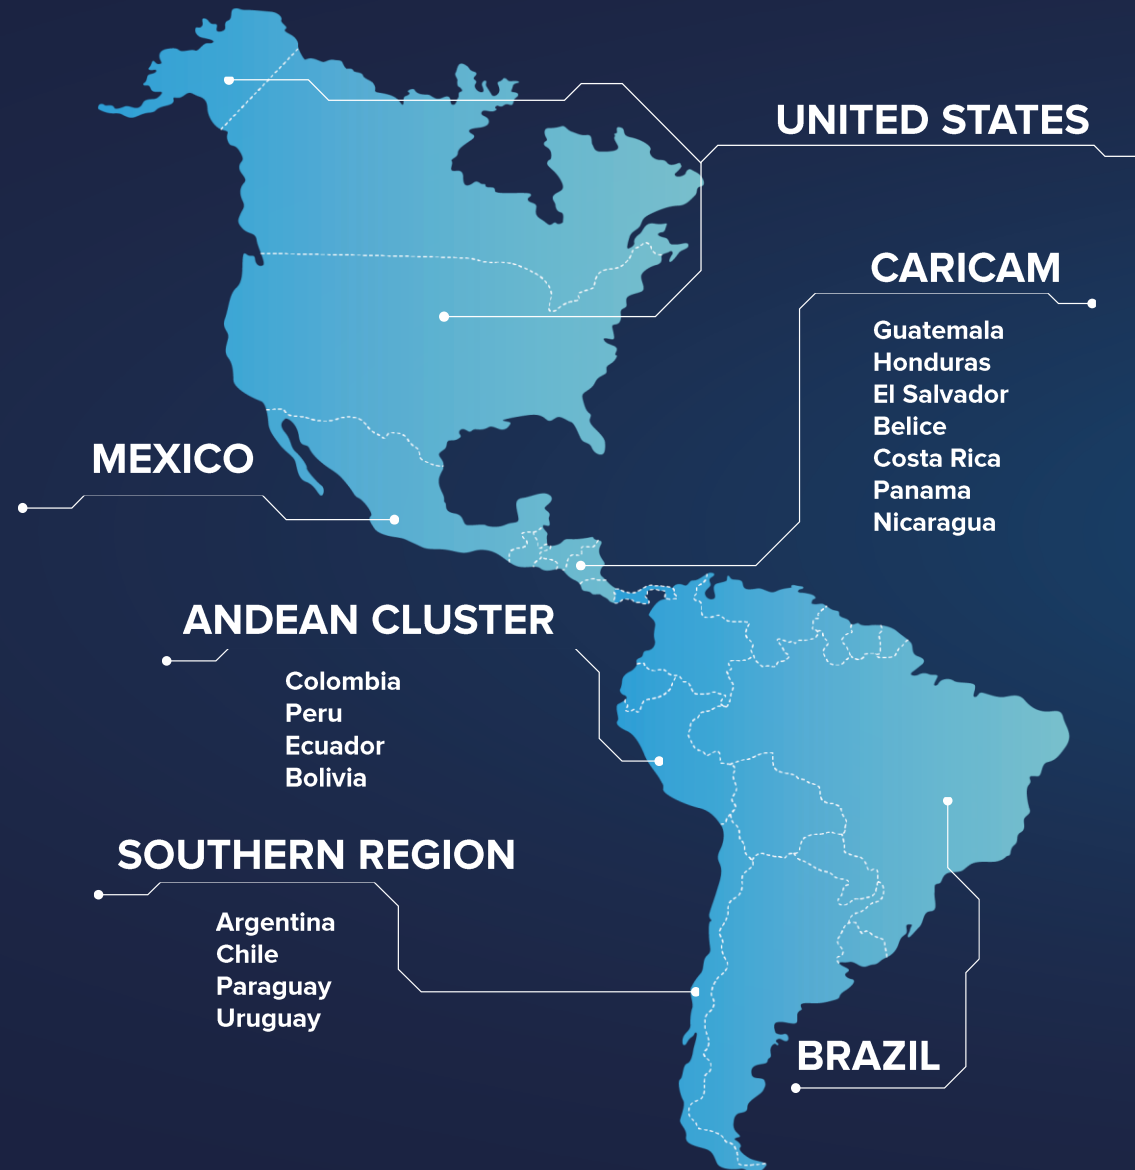 UNITED STATES
CARICAM
Guatemala
Honduras
El Salvador
Belice
Costa Rica
Panama
Nicaragua
MEXICO
ANDEAN CLUSTER
Colombia
Peru
Ecuador
Bolivia
SOUTHERN REGION
Argentina
Chile
Paraguay
Uruguay
BRAZIL